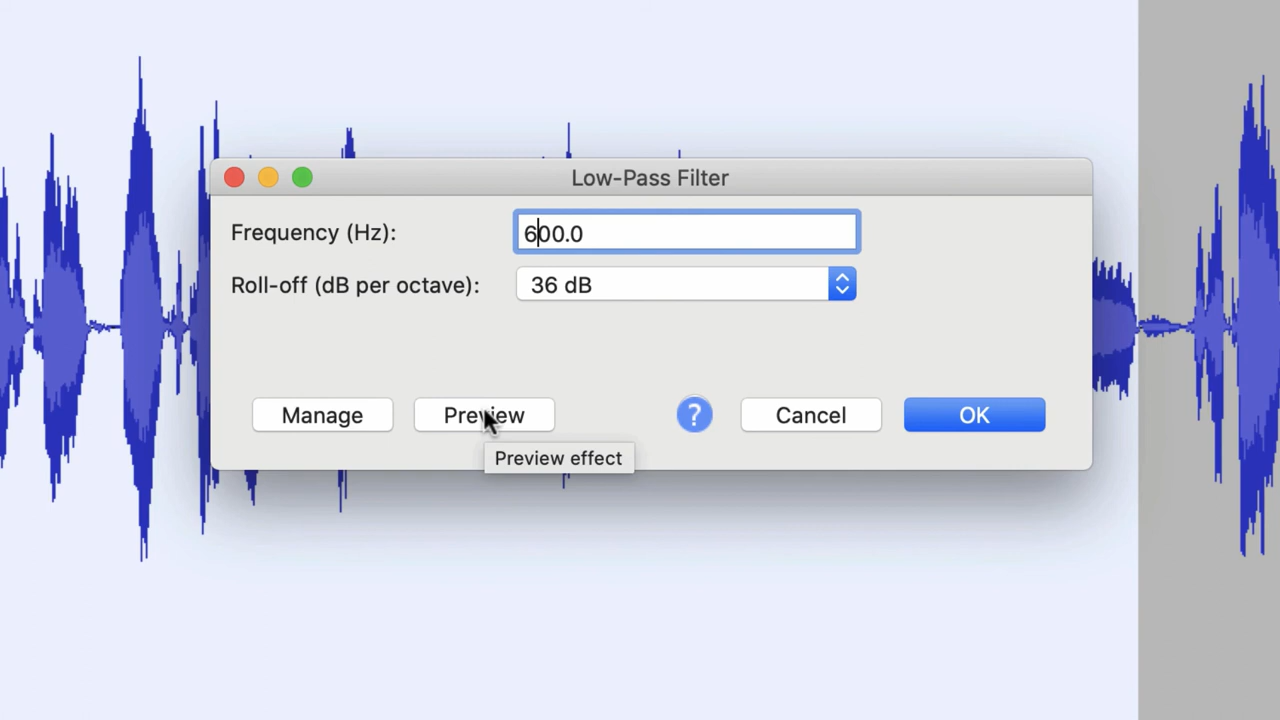 Low-Pass Filter
Frequency (Hz): 600.0
Roll-off (dB per octave): 36 dB
Manage Preview ? Cancel OK
Preview effect